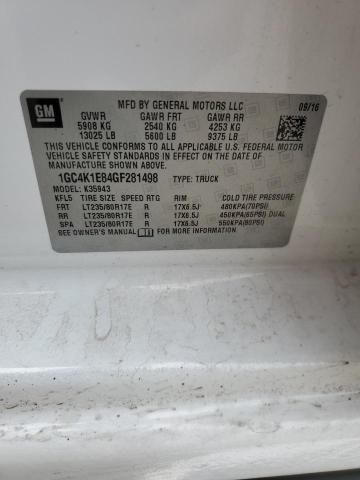 GM
MFD BY GENERAL MOTORS LLC 09/16
GVWR GAWR FRT GAWR RR
5908 KG 2540 KG 4253 KG
13025 LB 5600 LB 9375 LB
THIS VEHICLE CONFORMS TO ALL APPLICABLE U.S. FEDERAL MOTOR
VEHICLE SAFETY STANDARDS IN EFFECT ON THE DATE OF
MANUFACTURE SHOWN ABOVE.
1GC4K1E84GF281498 TYPE: TRUCK
MODEL: K35943
KFL5 TIRE SIZE SPEED RTG RIM COLD TIRE PRESSURE
FRT LT235/80R17E R 17X6.5J 480KPA(70PSI)
RR LT235/80R17E R 17X6.5J 450KPA(65PSI) DUAL
SPA LT235/80R17E R 17X6.5J 550KPA(80PSI)
SEE OWNER'S MANUAL FOR MORE INFORMATION